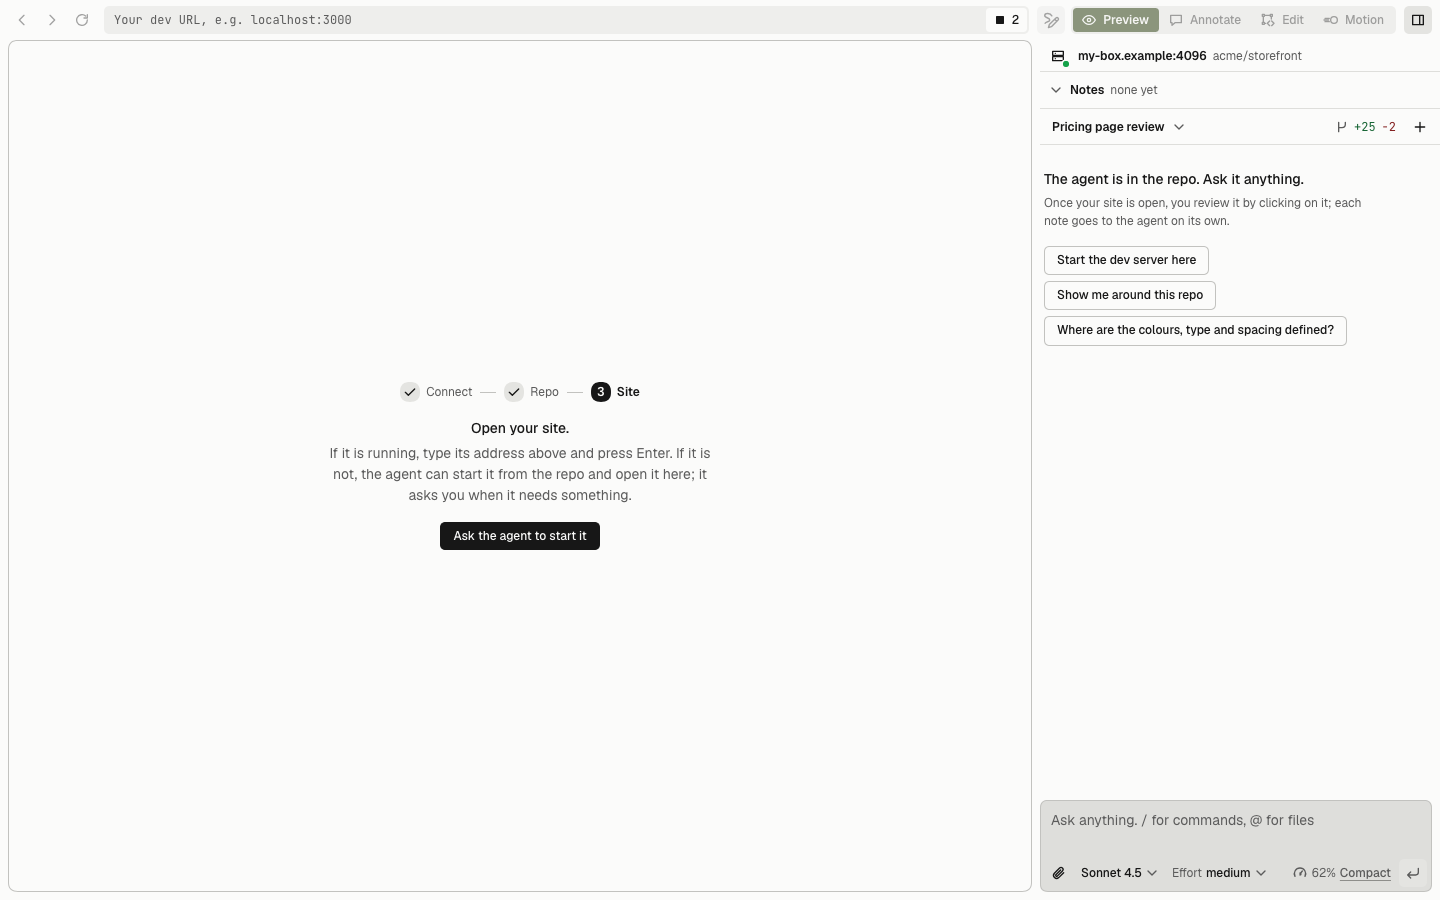 Your dev URL, e.g. localhost:3000
2
Preview
Annotate
Edit
Motion
my-box.example:4096 acme/storefront
Notes none yet
Pricing page review
+25 -2
The agent is in the repo. Ask it anything.
Once your site is open, you review it by clicking on it; each
note goes to the agent on its own.
Start the dev server here
Show me around this repo
Where are the colours, type and spacing defined?
Connect
Repo
3 Site
Open your site.
If it is running, type its address above and press Enter. If it is
not, the agent can start it from the repo and open it here; it
asks you when it needs something.
Ask the agent to start it
Ask anything. / for commands, @ for files
Sonnet 4.5
Effort medium
62% Compact